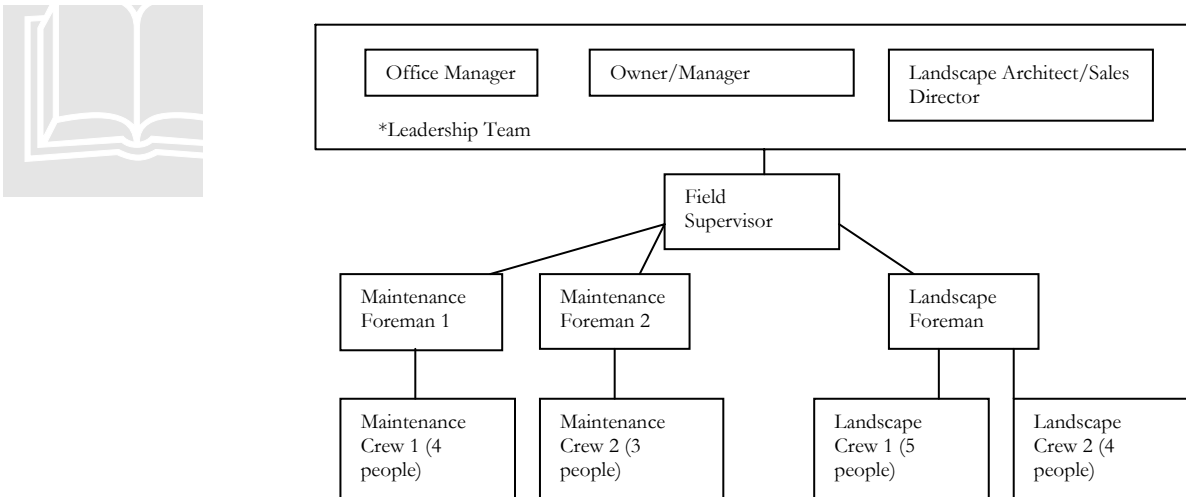 Office Manager
Owner/Manager
Landscape Architect/Sales
Director
*Leadership Team
Field
Supervisor
Maintenance
Foreman 1
Maintenance
Foreman 2
Landscape
Foreman
Maintenance
Crew 1 (4
people)
Maintenance
Crew 2 (3
people)
Landscape
Crew 1 (5
people)
Landscape
Crew 2 (4
people)